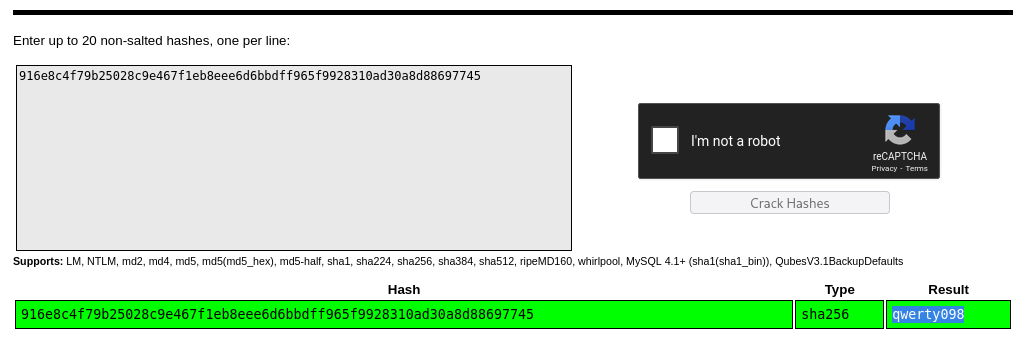 Enter up to 20 non-salted hashes, one per line:
916e8c4f79b25028c9e467f1eb8eee6d6bbdff965f9928310ad30a8d88697745
I'm not a robot
reCAPTCHA
Privacy - Terms
Crack Hashes
Supports: LM, NTLM, md2, md4, md5, md5(md5_hex), md5-half, sha1, sha224, sha256, sha384, sha512, ripeMD160, whirlpool, MySQL 4.1+ (sha1(sha1_bin)), QubesV3.1BackupDefaults
Hash Type Result
916e8c4f79b25028c9e467f1eb8eee6d6bbdff965f9928310ad30a8d88697745 sha256 qwerty098